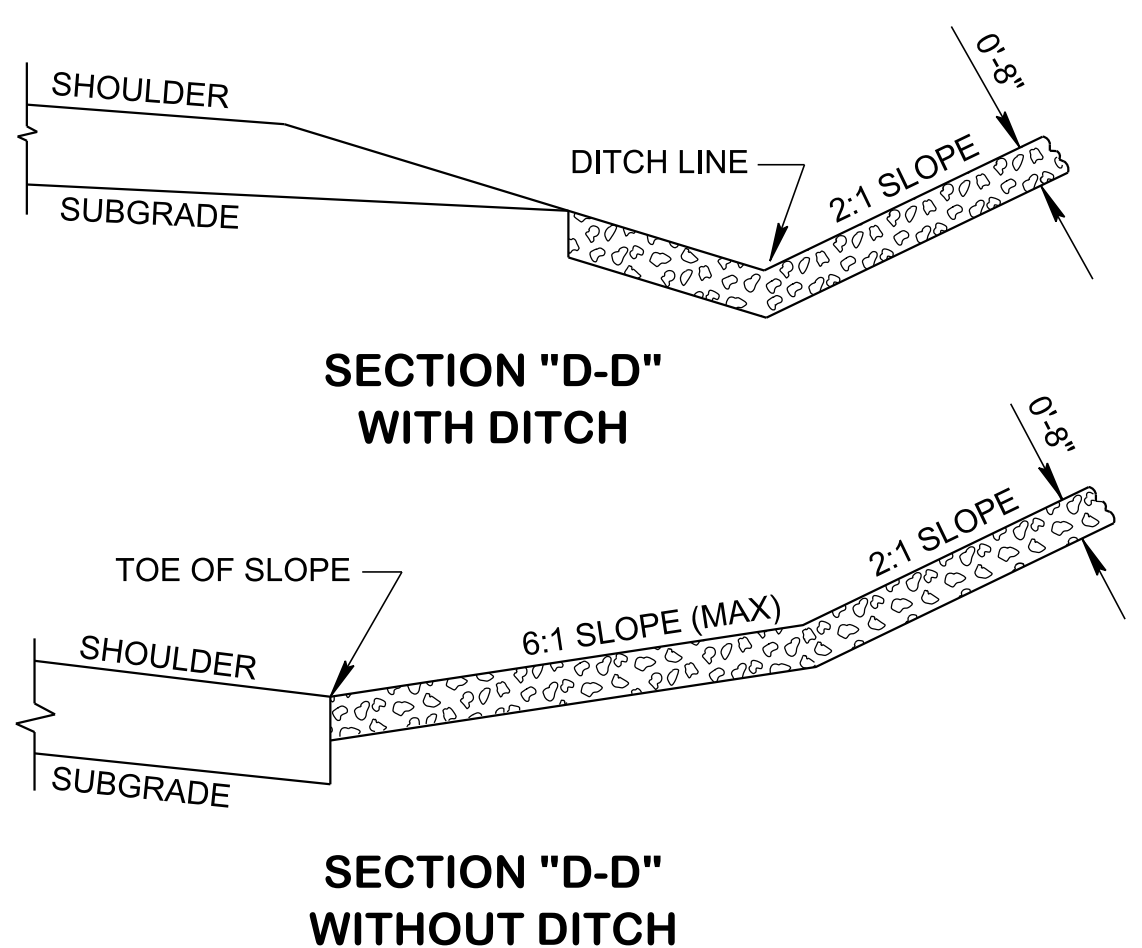 0'-8"
SHOULDER
DITCH LINE
2:1 SLOPE
SUBGRADE
SECTION "D-D"
WITH DITCH
0'-8"
2:1 SLOPE
TOE OF SLOPE
6:1 SLOPE (MAX)
SHOULDER
SUBGRADE
SECTION "D-D"
WITHOUT DITCH